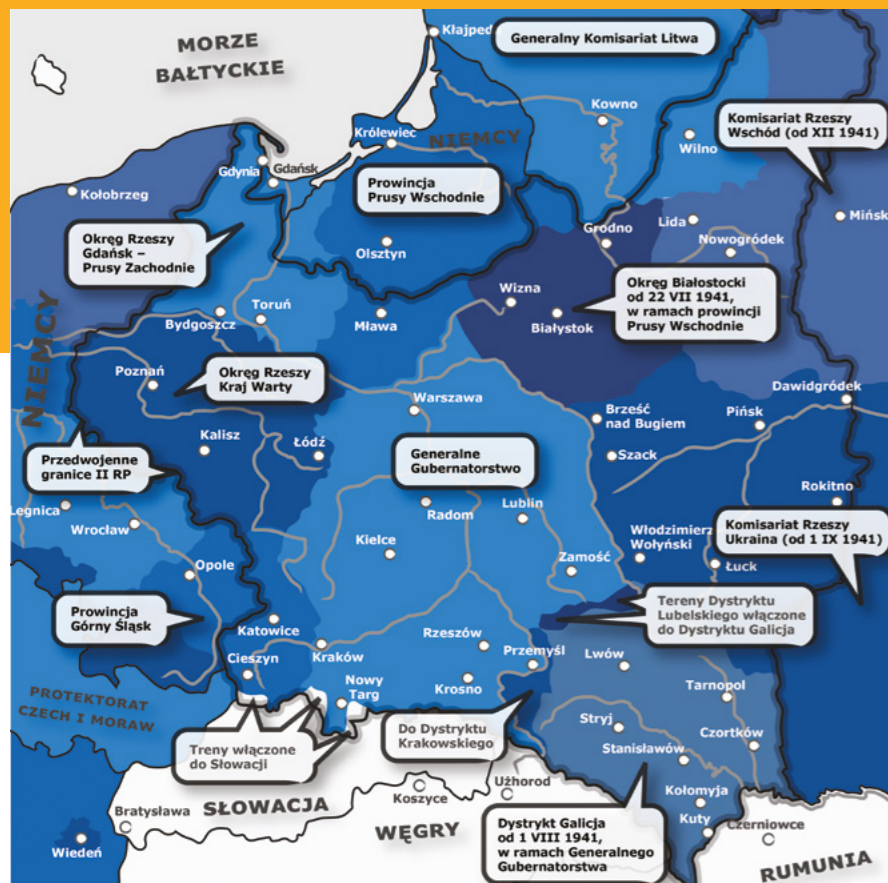 MORZE
BAŁTYCKIE
Kłajped
Generalny Komisariat Litwa
Kowno
Wilno
Komisariat Rzeszy
Wschód (od XII 1941)
Królewiec
NIEMCY
Gdynia
Gdańsk
Kołobrzeg
Prowincja
Prusy Wschodnie
Mińsk
Lida
Grodno
Nowogródek
Okręg Rzeszy
Gdańsk –
Prusy Zachodnie
Olsztyn
Okręg Białostocki
od 22 VII 1941,
w ramach prowincji
Prusy Wschodnie
Wizna
Białystok
Toruń
Mława
Bydgoszcz
NIEMCY
Poznań
Okręg Rzeszy
Kraj Warty
Dawidgródek
Warszawa
Brześć
nad Bugiem
Pińsk
Kalisz
Łódź
Szack
Generalne
Gubernatorstwo
Przedwojenne
granice II RP
Rokitno
Legnica
Wrocław
Radom
Lublin
Komisariat Rzeszy
Ukraina (od 1 IX 1941)
Włodzimierz
Wołyński
Łuck
Kielce
Opole
Zamość
Prowincja
Górny Śląsk
Tereny Dystryktu
Lubelskiego włączone
do Dystryktu Galicja
Katowice
Rzeszów
Kraków
Przemyśl
Lwów
Cieszyn
Nowy
Targ
Krosno
Tarnopol
PROTEKTORAT
CZECH I MORAW
Stryj
Do Dystryktu
Krakowskiego
Czortków
Treny włączone
do Słowacji
Stanisławów
Użhorod
Koszyce
SŁOWACJA
Bratysława
Kołomyja
Kuty
WĘGRY
Dystrykt Galicja
od 1 VIII 1941,
w ramach Generalnego
Gubernatorstwa
Czerniowce
Wiedeń
RUMUNIA